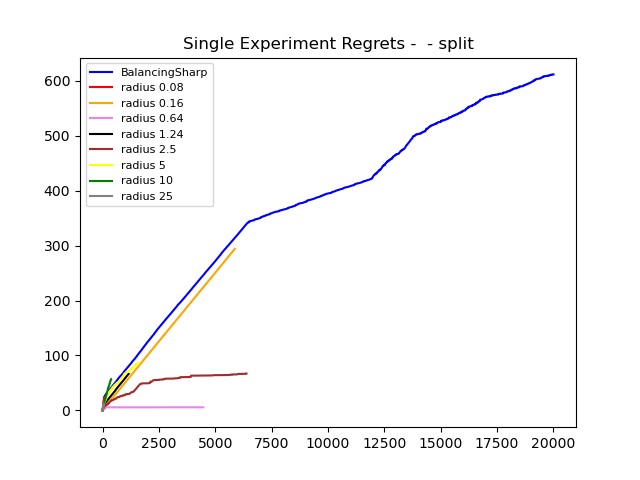 Single Experiment Regrets -  - split
BalancingSharp
radius 0.08
radius 0.16
radius 0.64
radius 1.24
radius 2.5
radius 5
radius 10
radius 25
600
500
400
300
200
100
0
0 2500 5000 7500 10000 12500 15000 17500 20000